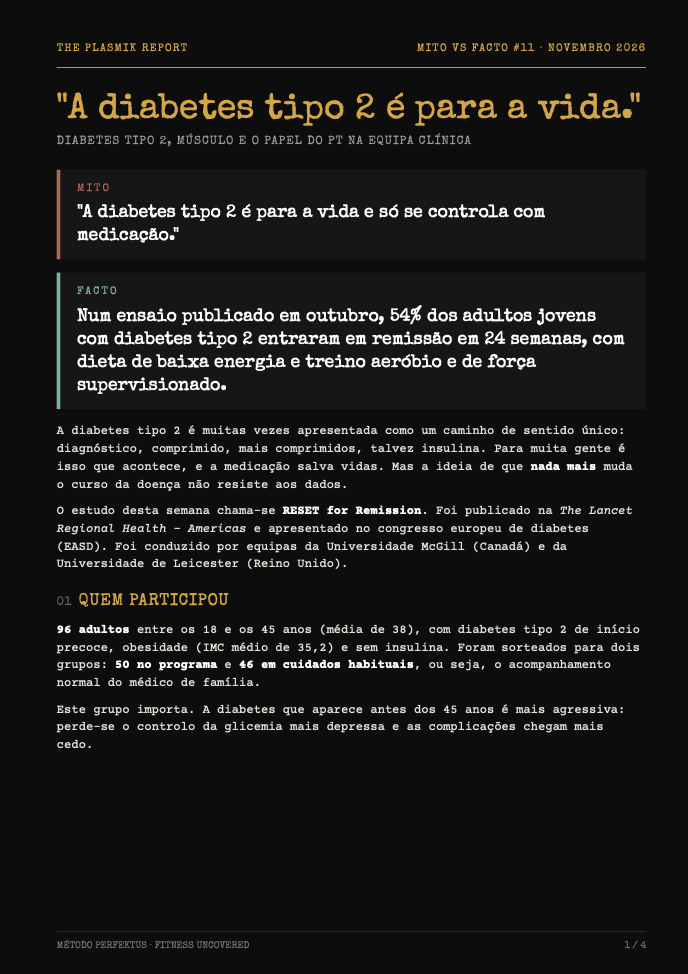 THE PLASMIK REPORT
MITO VS FACTO #11 · NOVEMBRO 2026
"A diabetes tipo 2 é para a vida."
DIABETES TIPO 2, MÚSCULO E O PAPEL DO PT NA EQUIPA CLÍNICA
MITO
"A diabetes tipo 2 é para a vida e só se controla com
medicação."
FACTO
Num ensaio publicado em outubro, 54% dos adultos jovens
com diabetes tipo 2 entraram em remissão em 24 semanas, com
dieta de baixa energia e treino aeróbio e de força
supervisionado.
A diabetes tipo 2 é muitas vezes apresentada como um caminho de sentido único:
diagnóstico, comprimido, mais comprimidos, talvez insulina. Para muita gente é
isso que acontece, e a medicação salva vidas. Mas a ideia de que nada mais muda
o curso da doença não resiste aos dados.
O estudo desta semana chama-se RESET for Remission. Foi publicado na The Lancet
Regional Health – Americas e apresentado no congresso europeu de diabetes
(EASD). Foi conduzido por equipas da Universidade McGill (Canadá) e da
Universidade de Leicester (Reino Unido).
01 QUEM PARTICIPOU
96 adultos entre os 18 e os 45 anos (média de 38), com diabetes tipo 2 de início
precoce, obesidade (IMC médio de 35,2) e sem insulina. Foram sorteados para dois
grupos: 50 no programa e 46 em cuidados habituais, ou seja, o acompanhamento
normal do médico de família.
Este grupo importa. A diabetes que aparece antes dos 45 anos é mais agressiva:
perde-se o controlo da glicemia mais depressa e as complicações chegam mais
cedo.
MÉTODO PERFEKTUS · FITNESS UNCOVERED
1 / 4